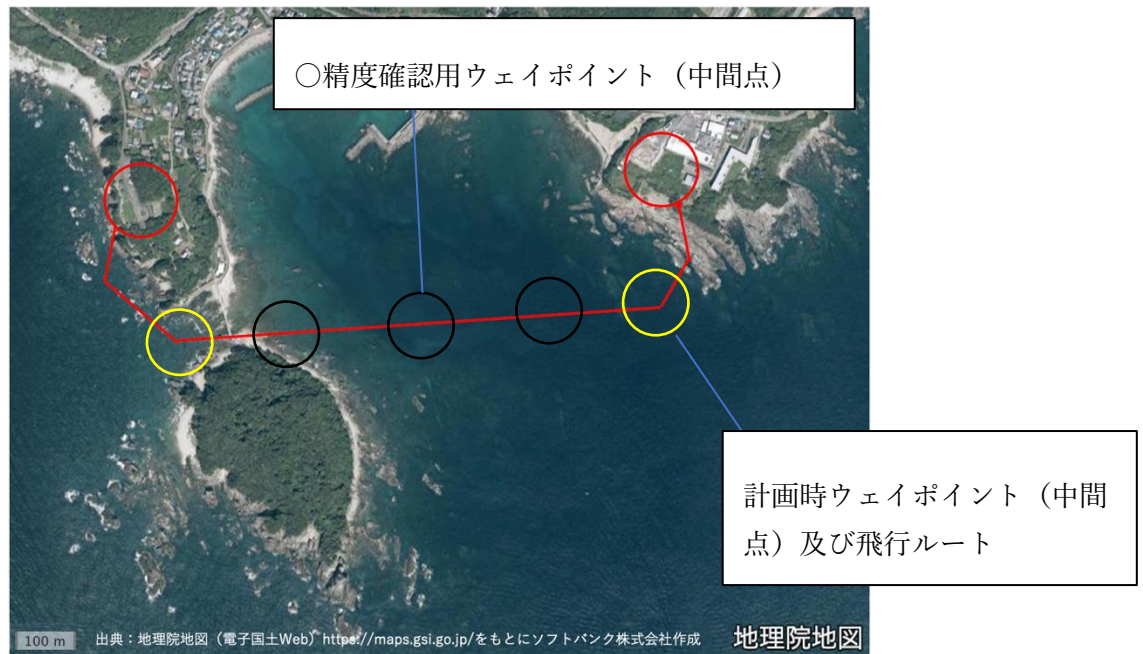 〇精度確認用ウェイポイント（中間点）
計画時ウェイポイント（中間
点）及び飛行ルート
100 m
出典：地理院地図（電子国土Web）https://maps.gsi.go.jp/をもとにソフトバンク株式会社作成
地理院地図